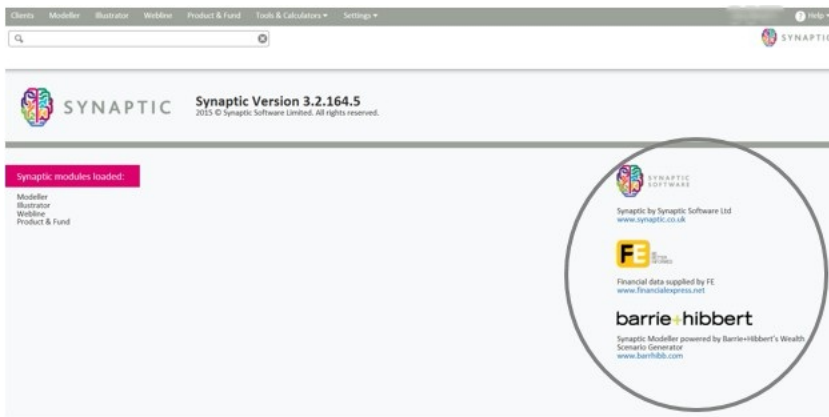 Clients Modeller Illustrator Webline Product & Fund Tools & Calculators Settings
? Help
SYNAPTIC
SYNAPTIC
Synaptic Version 3.2.164.5
2015 © Synaptic Software Limited. All rights reserved.
Synaptic modules loaded:
Modeller
Illustrator
Webline
Product & Fund
SYNAPTIC
SOFTWARE
Synaptic by Synaptic Software Ltd
www.synaptic.co.uk
FE
Financial data supplied by FE
www.financialexpress.net
barrie+hibbert
Synaptic Modeller powered by Barrie+Hibbert's Wealth
Scenario Generator
www.barrhibb.com